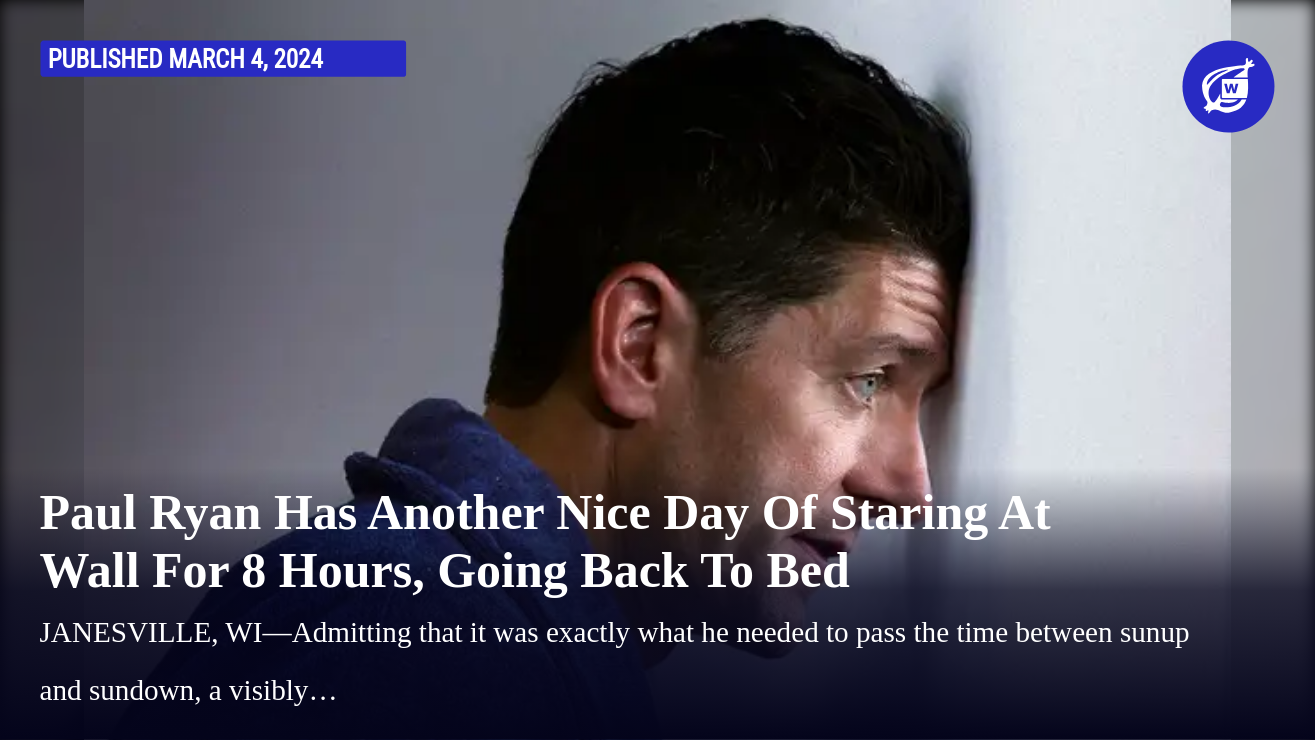 PUBLISHED MARCH 4, 2024
W
Paul Ryan Has Another Nice Day Of Staring At
Wall For 8 Hours, Going Back To Bed
JANESVILLE, WI—Admitting that it was exactly what he needed to pass the time between sunup
and sundown, a visibly…